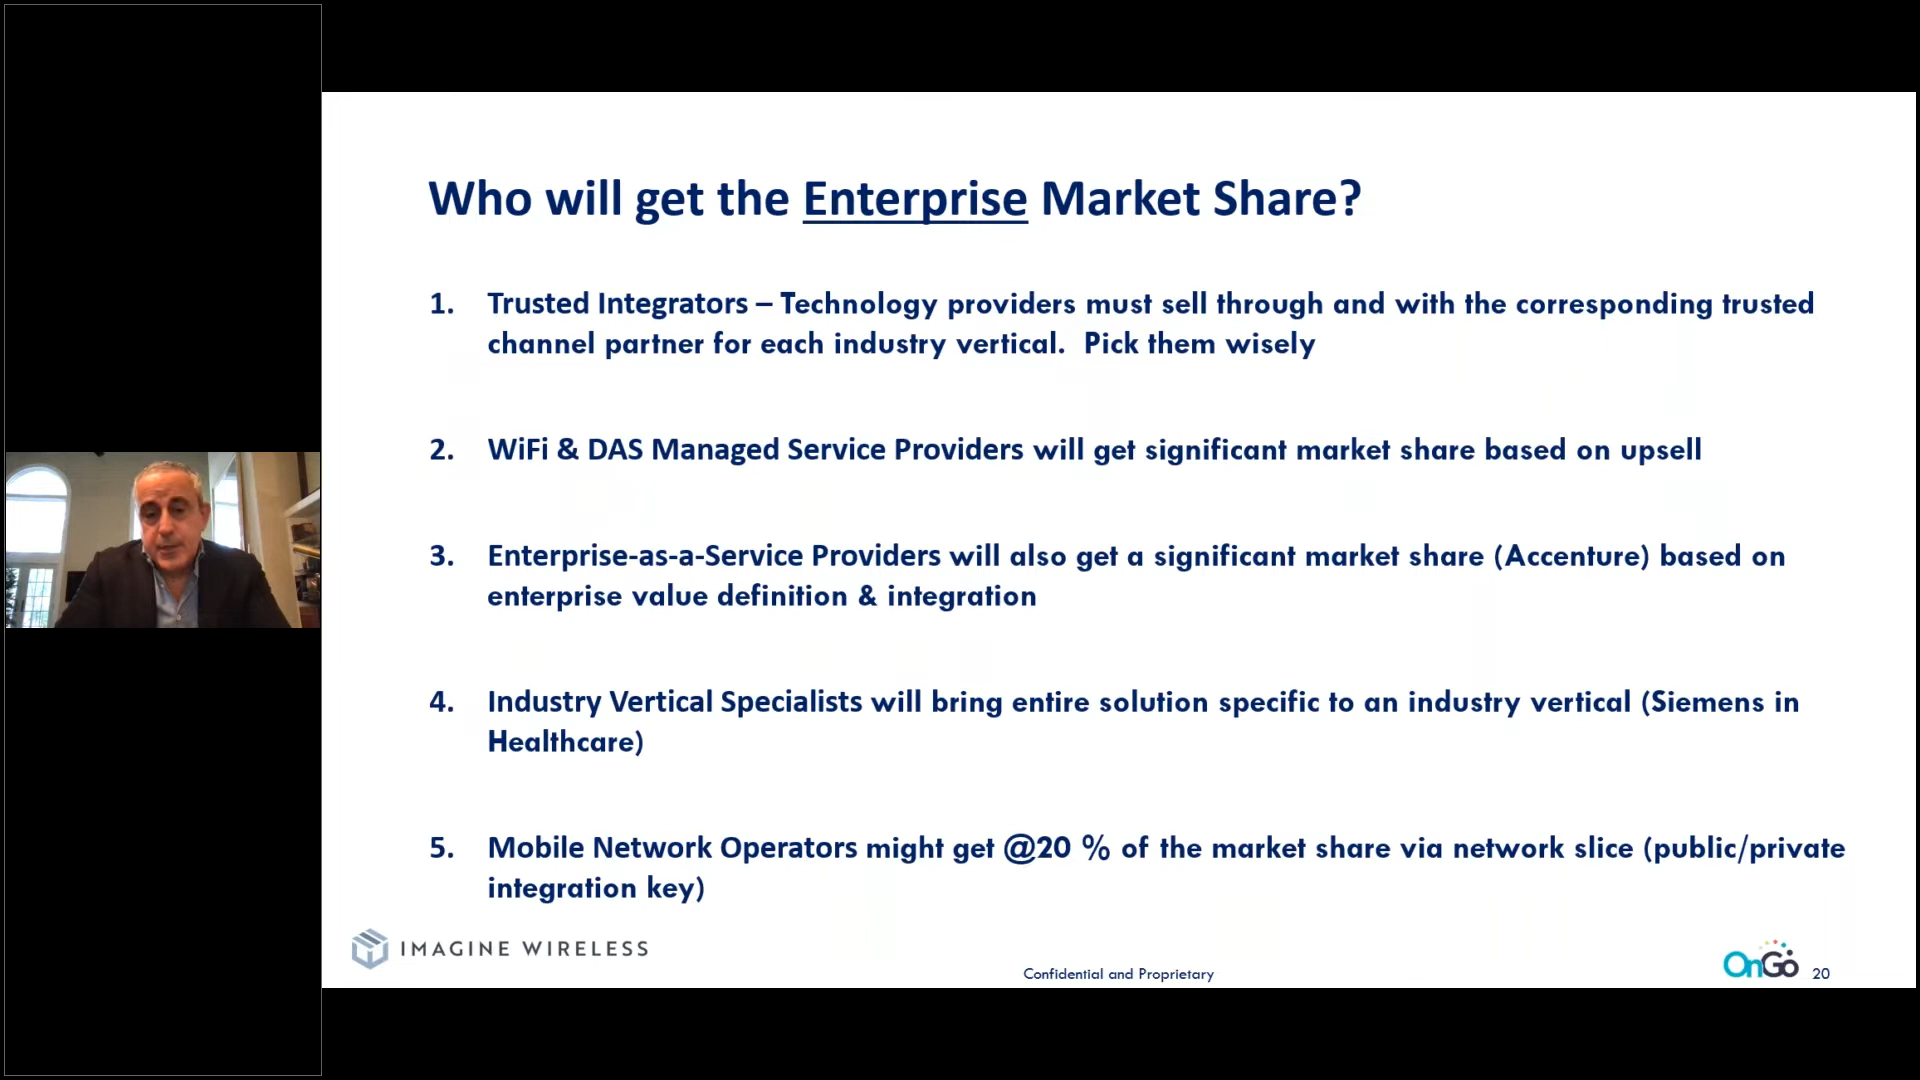 Who will get the Enterprise Market Share?
1. Trusted Integrators – Technology providers must sell through and with the corresponding trusted
channel partner for each industry vertical.  Pick them wisely
2. WiFi & DAS Managed Service Providers will get significant market share based on upsell
3. Enterprise-as-a-Service Providers will also get a significant market share (Accenture) based on
enterprise value definition & integration
4. Industry Vertical Specialists will bring entire solution specific to an industry vertical (Siemens in
Healthcare)
5. Mobile Network Operators might get @20 % of the market share via network slice (public/private
integration key)
IMAGINE WIRELESS
Confidential and Proprietary
OnGo
20